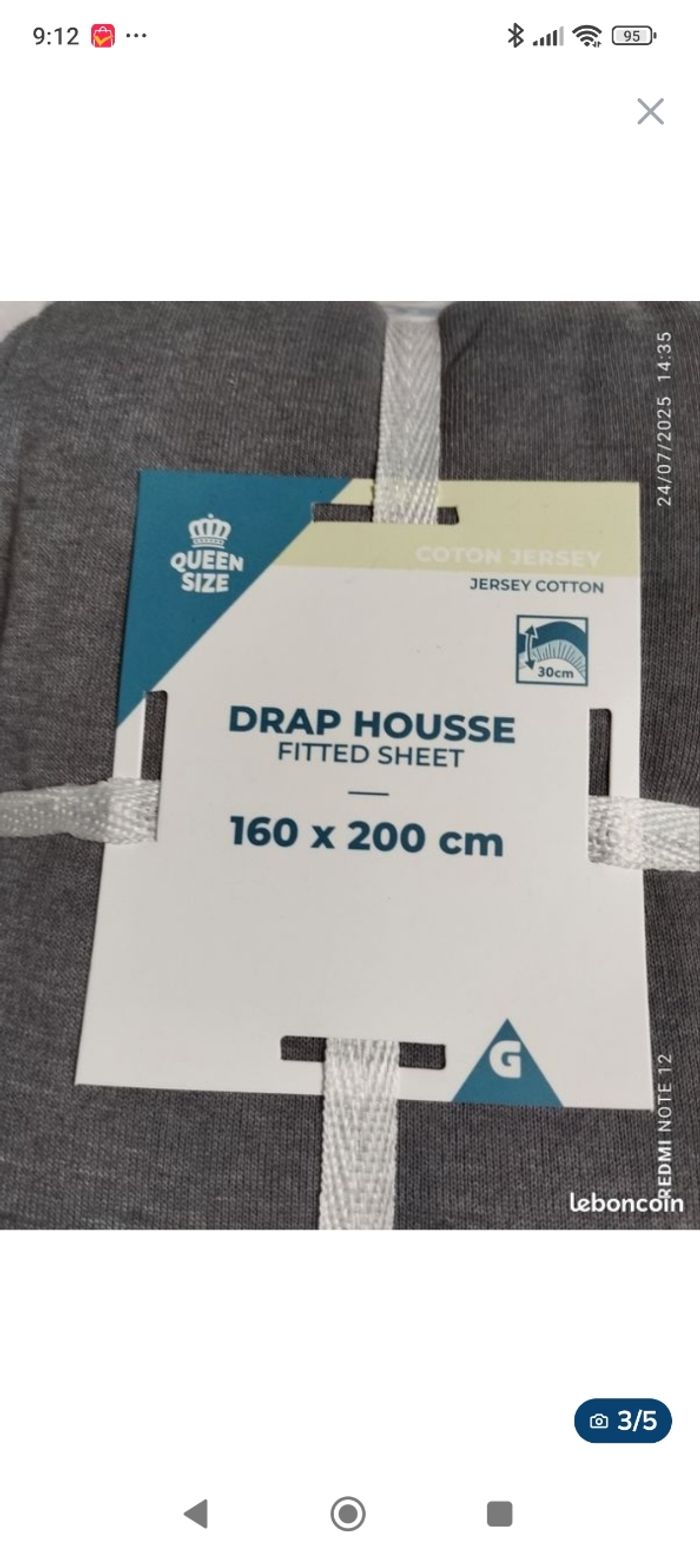 9:12
95
24/07/2025 14:35
QUEEN
SIZE
COTON JERSEY
JERSEY COTTON
30cm
DRAP HOUSSE
FITTED SHEET
160 x 200 cm
G
REDMI NOTE 12
leboncoin
3/5